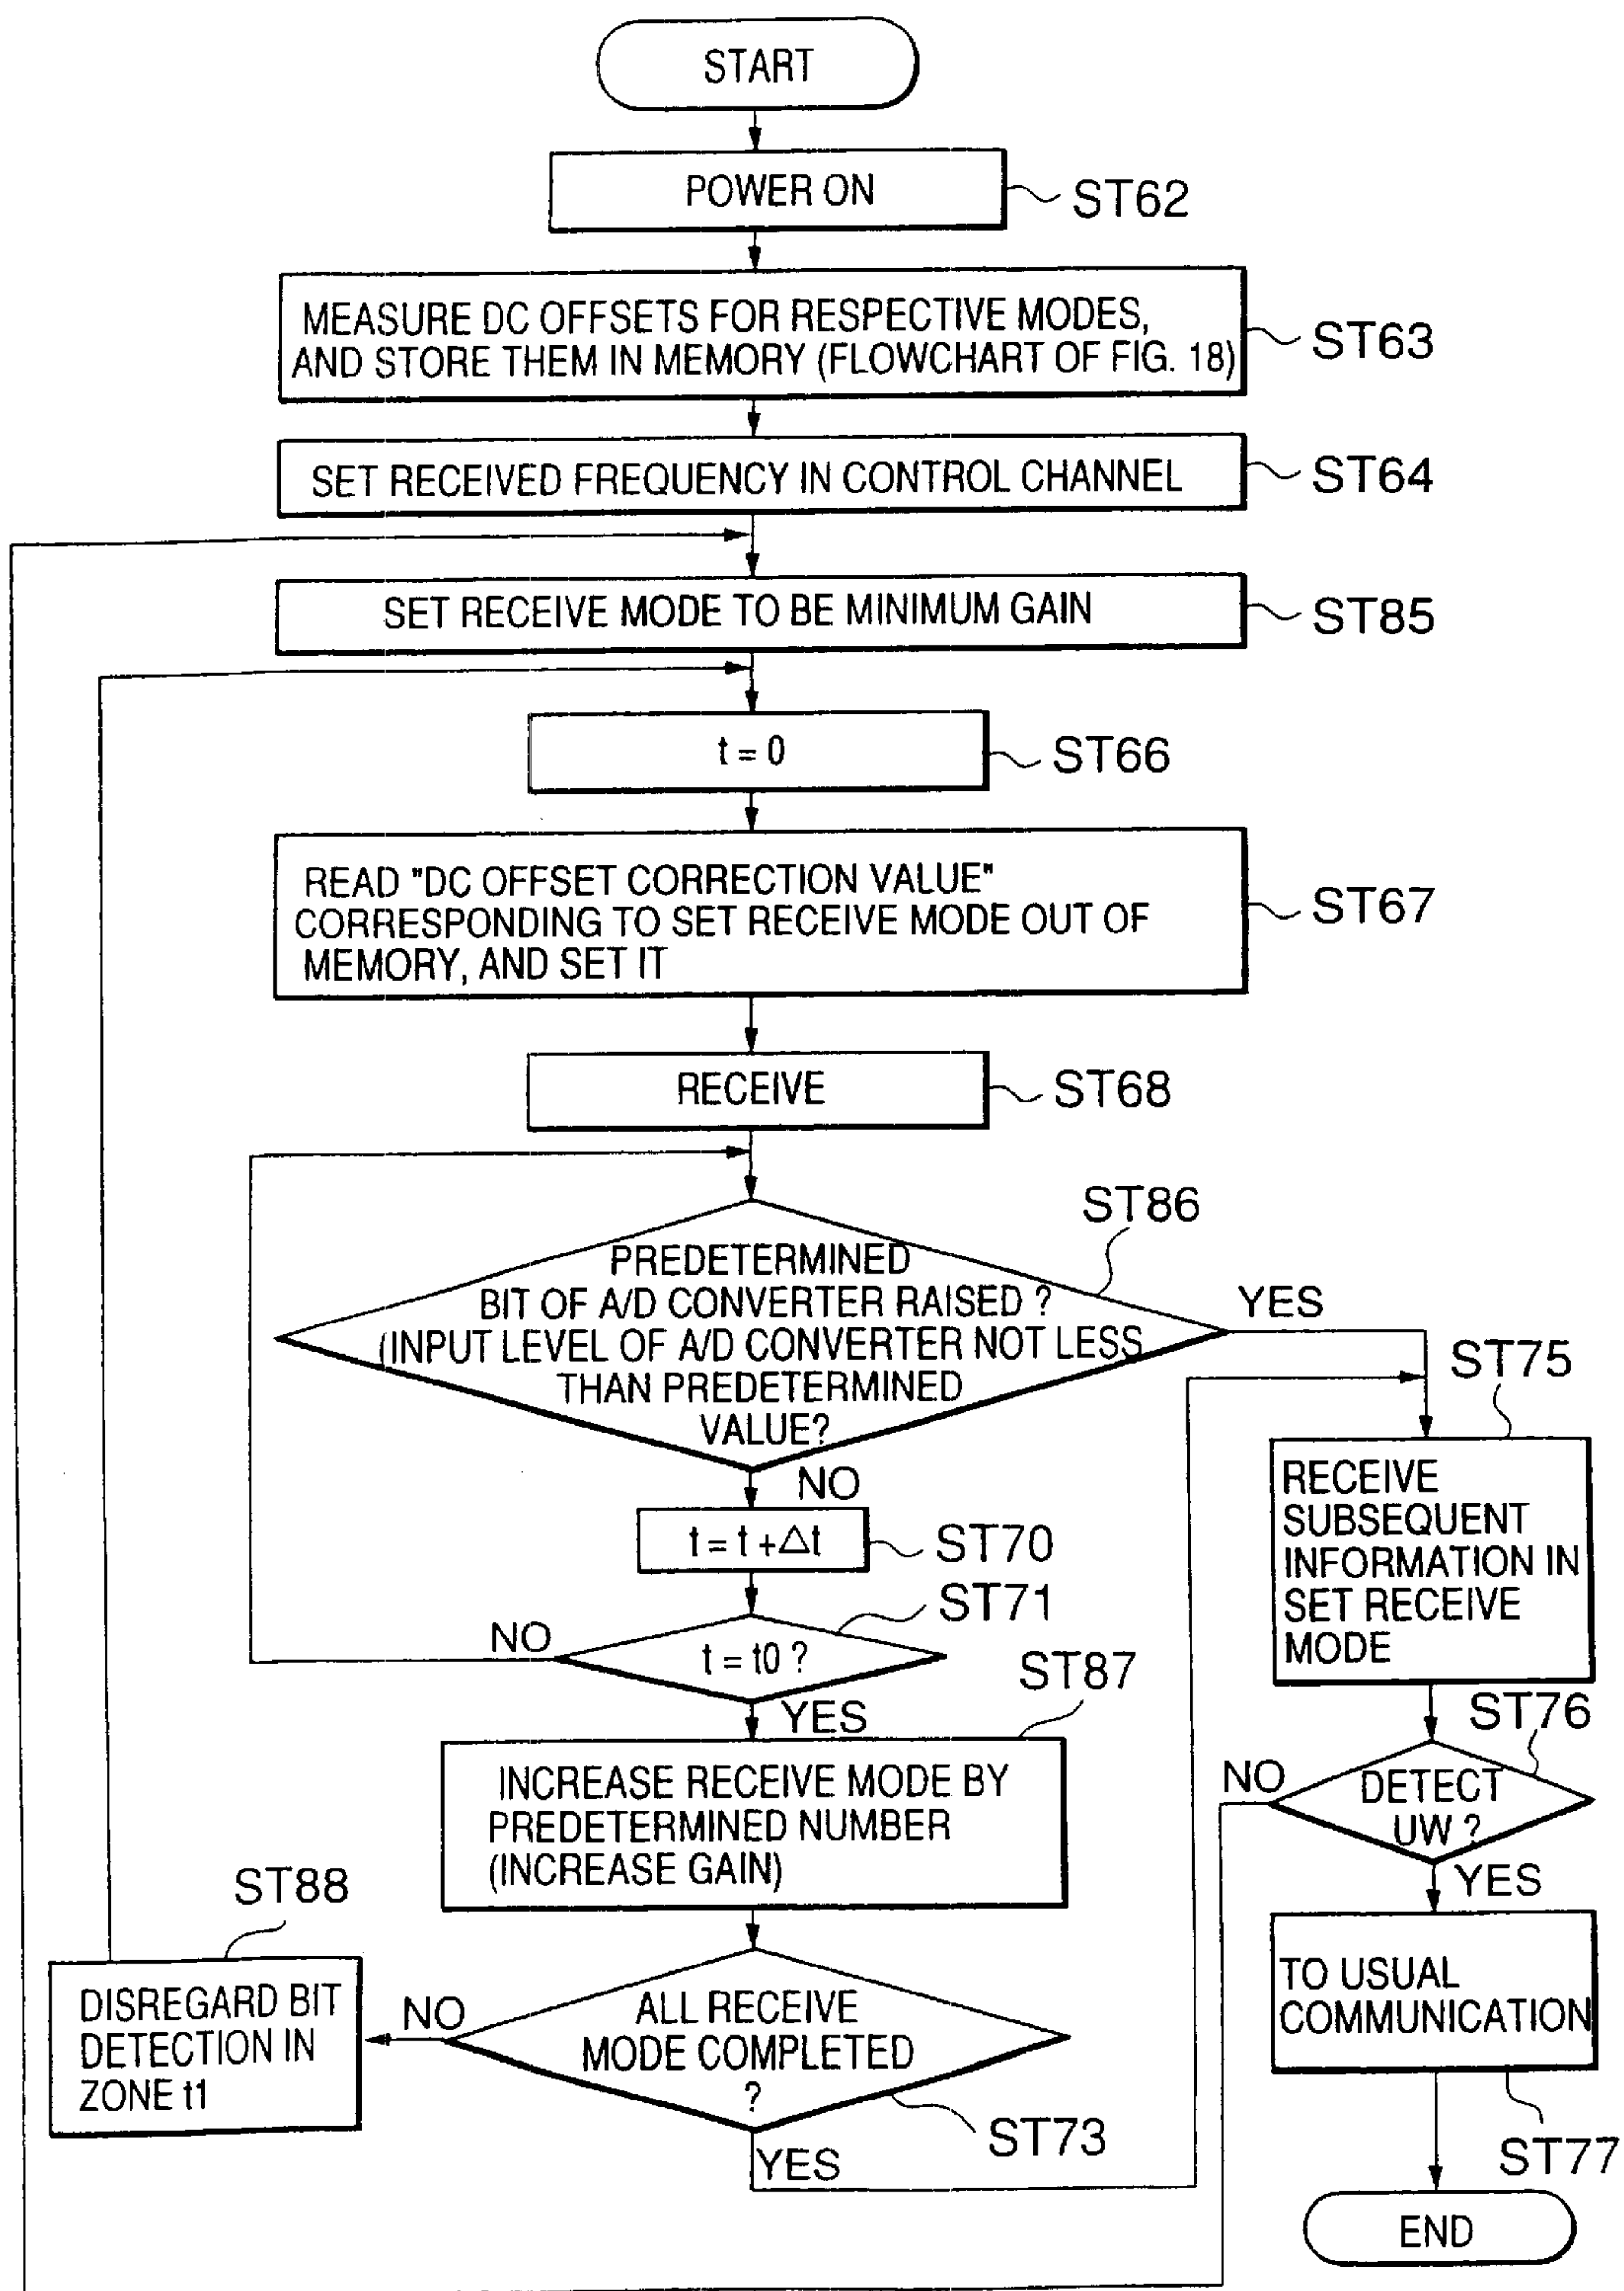 START
POWER ON
ST62
MEASURE DC OFFSETS FOR RESPECTIVE MODES,
AND STORE THEM IN MEMORY (FLOWCHART OF FIG. 18)
ST63
SET RECEIVED FREQUENCY IN CONTROL CHANNEL
ST64
SET RECEIVE MODE TO BE MINIMUM GAIN
ST85
t = 0
ST66
READ "DC OFFSET CORRECTION VALUE"
CORRESPONDING TO SET RECEIVE MODE OUT OF
MEMORY, AND SET IT
ST67
RECEIVE
ST68
ST86
PREDETERMINED
BIT OF A/D CONVERTER RAISED ?
(INPUT LEVEL OF A/D CONVERTER NOT LESS
THAN PREDETERMINED
VALUE?
YES
NO
t = t +△t
ST70
ST71
t = t0 ?
NO
YES
ST87
INCREASE RECEIVE MODE BY
PREDETERMINED NUMBER
(INCREASE GAIN)
ALL RECEIVE
MODE COMPLETED
?
ST73
NO
YES
ST88
DISREGARD BIT
DETECTION IN
ZONE t1
ST75
RECEIVE
SUBSEQUENT
INFORMATION IN
SET RECEIVE
MODE
ST76
DETECT
UW ?
NO
YES
TO USUAL
COMMUNICATION
ST77
END